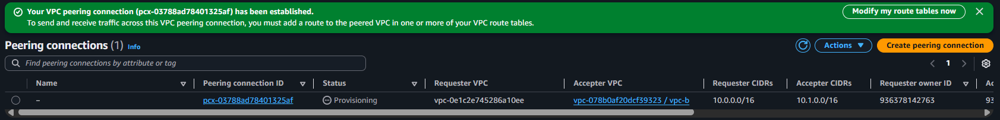 Your VPC peering connection (pcx-03788ad78401325af) has been established.
Modify my route tables now
To send and receive traffic across this VPC peering connection, you must add a route to the peered VPC in one or more of your VPC route tables.
Peering connections (1) Info
Actions
Create peering connection
Find peering connections by attribute or tag
1
Name Peering connection ID Status Requester VPC Accepter VPC Requester CIDRs Accepter CIDRs Requester owner ID Ac
– pcx-03788ad78401325af Provisioning vpc-0e1c2e745286a10ee vpc-078b0af20dcf39323 / vpc-b 10.0.0.0/16 10.1.0.0/16 936378142763 93